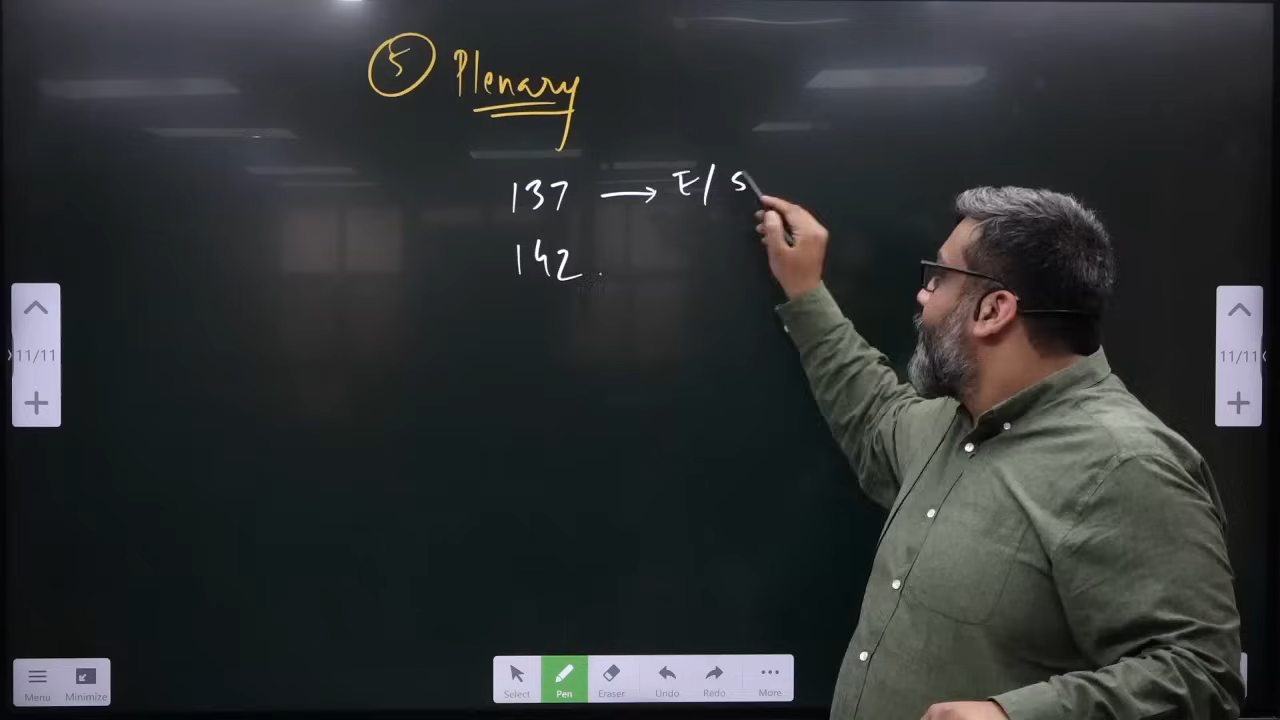 5 Plenary
137 → E/S
142.
11/11
11/11
Menu Minimize
Select Pen Eraser Undo Redo More